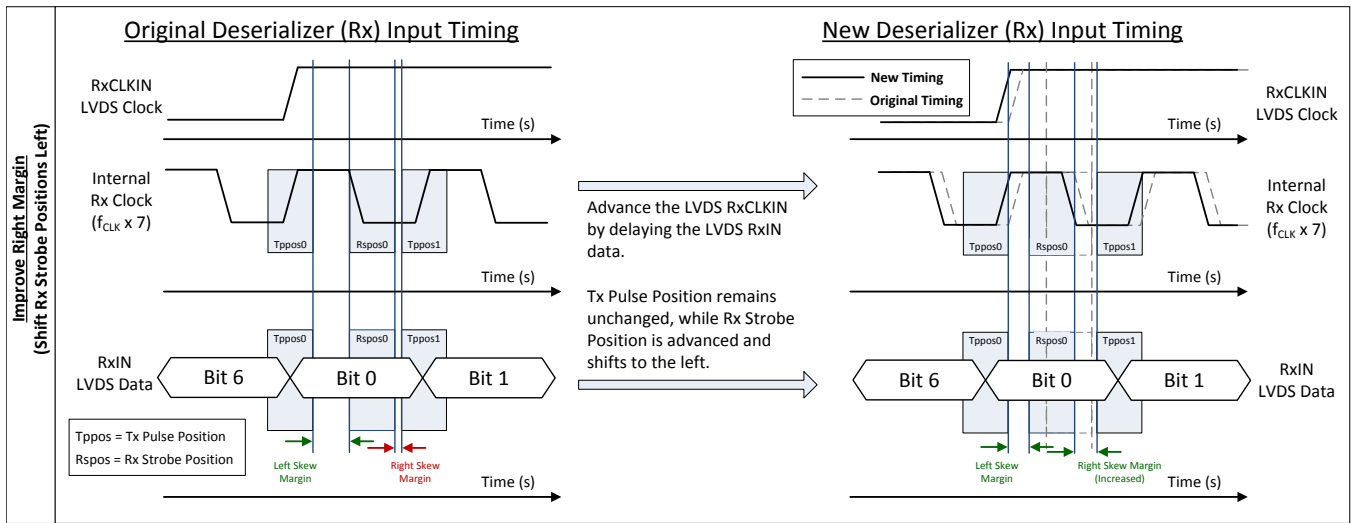 Improve Right Margin
(Shift Rx Strobe Positions Left)
Original Deserializer (Rx) Input Timing
RxCLKIN
LVDS Clock
Time (s)
Internal
Rx Clock
(fCLK x 7)
Tppos0
Rspos0
Tppos1
Time (s)
RxIN
LVDS Data
Tppos0
Rspos0
Tppos1
Bit 6
Bit 0
Bit 1
Tppos = Tx Pulse Position
Rspos = Rx Strobe Position
Left Skew
Margin
Right Skew
Margin
Time (s)
Advance the LVDS RxCLKIN
by delaying the LVDS RxIN
data.
Tx Pulse Position remains
unchanged, while Rx Strobe
Position is advanced and
shifts to the left.
New Deserializer (Rx) Input Timing
New Timing
Original Timing
RxCLKIN
LVDS Clock
Time (s)
Internal
Rx Clock
(fCLK x 7)
Tppos0
Rspos0
Tppos1
Time (s)
Tppos0
Rspos0
Tppos1
Bit 6
Bit 0
Bit 1
RxIN
LVDS Data
Left Skew
Margin
Right Skew Margin
(Increased)
Time (s)